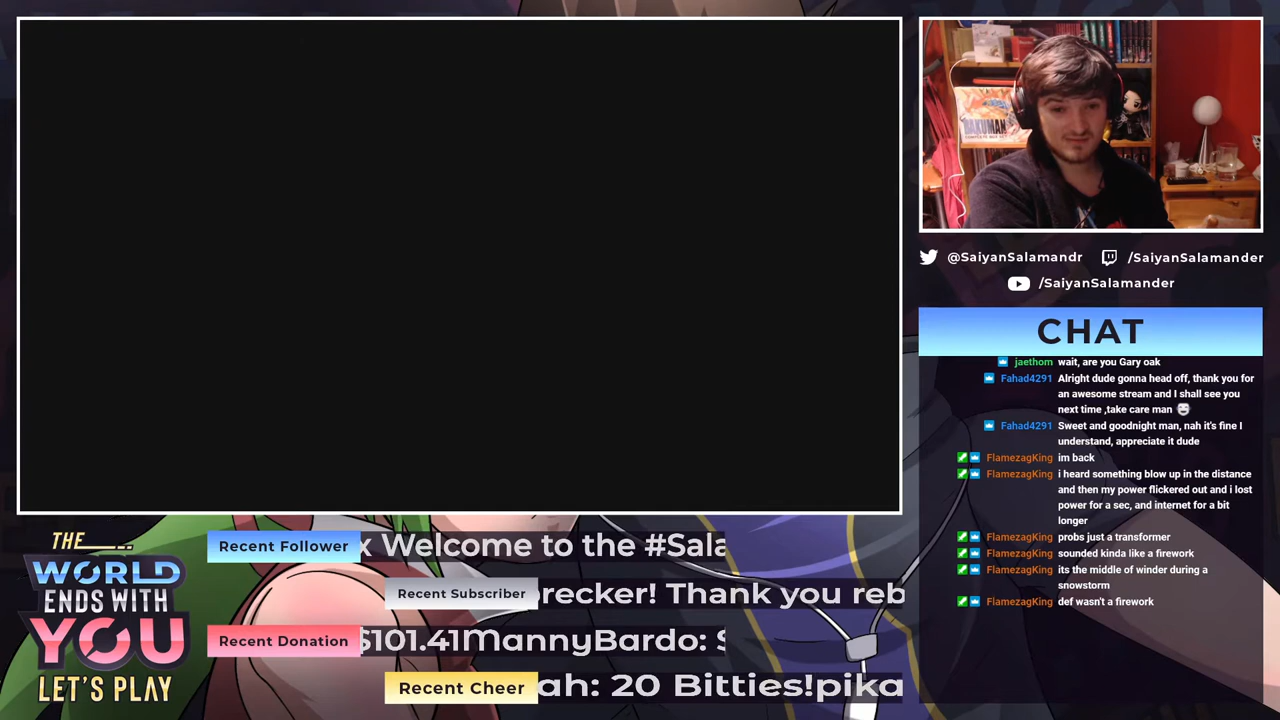 BAKUMAN
@SaiyanSalamandr
/SaiyanSalamander
/SaiyanSalamander
CHAT
jaethom wait, are you Gary oak
Fahad4291 Alright dude gonna head off, thank you for
an awesome stream and I shall see you
next time ,take care man
Fahad4291 Sweet and goodnight man, nah it's fine I
understand, appreciate it dude
FlamezagKing im back
FlamezagKing i heard something blow up in the distance
and then my power flickered out and i lost
power for a sec, and internet for a bit
longer
FlamezagKing probs just a transformer
FlamezagKing sounded kinda like a firework
FlamezagKing its the middle of winder during a
snowstorm
FlamezagKing def wasn't a firework
THE
WORLD
ENDS WITH
YOU
LET'S PLAY
Recent Follower x Welcome to the #Sala
Recent Subscriber recker! Thank you reb
Recent Donation $101.41MannyBardo: $
Recent Cheer ah: 20 Bitties!pika